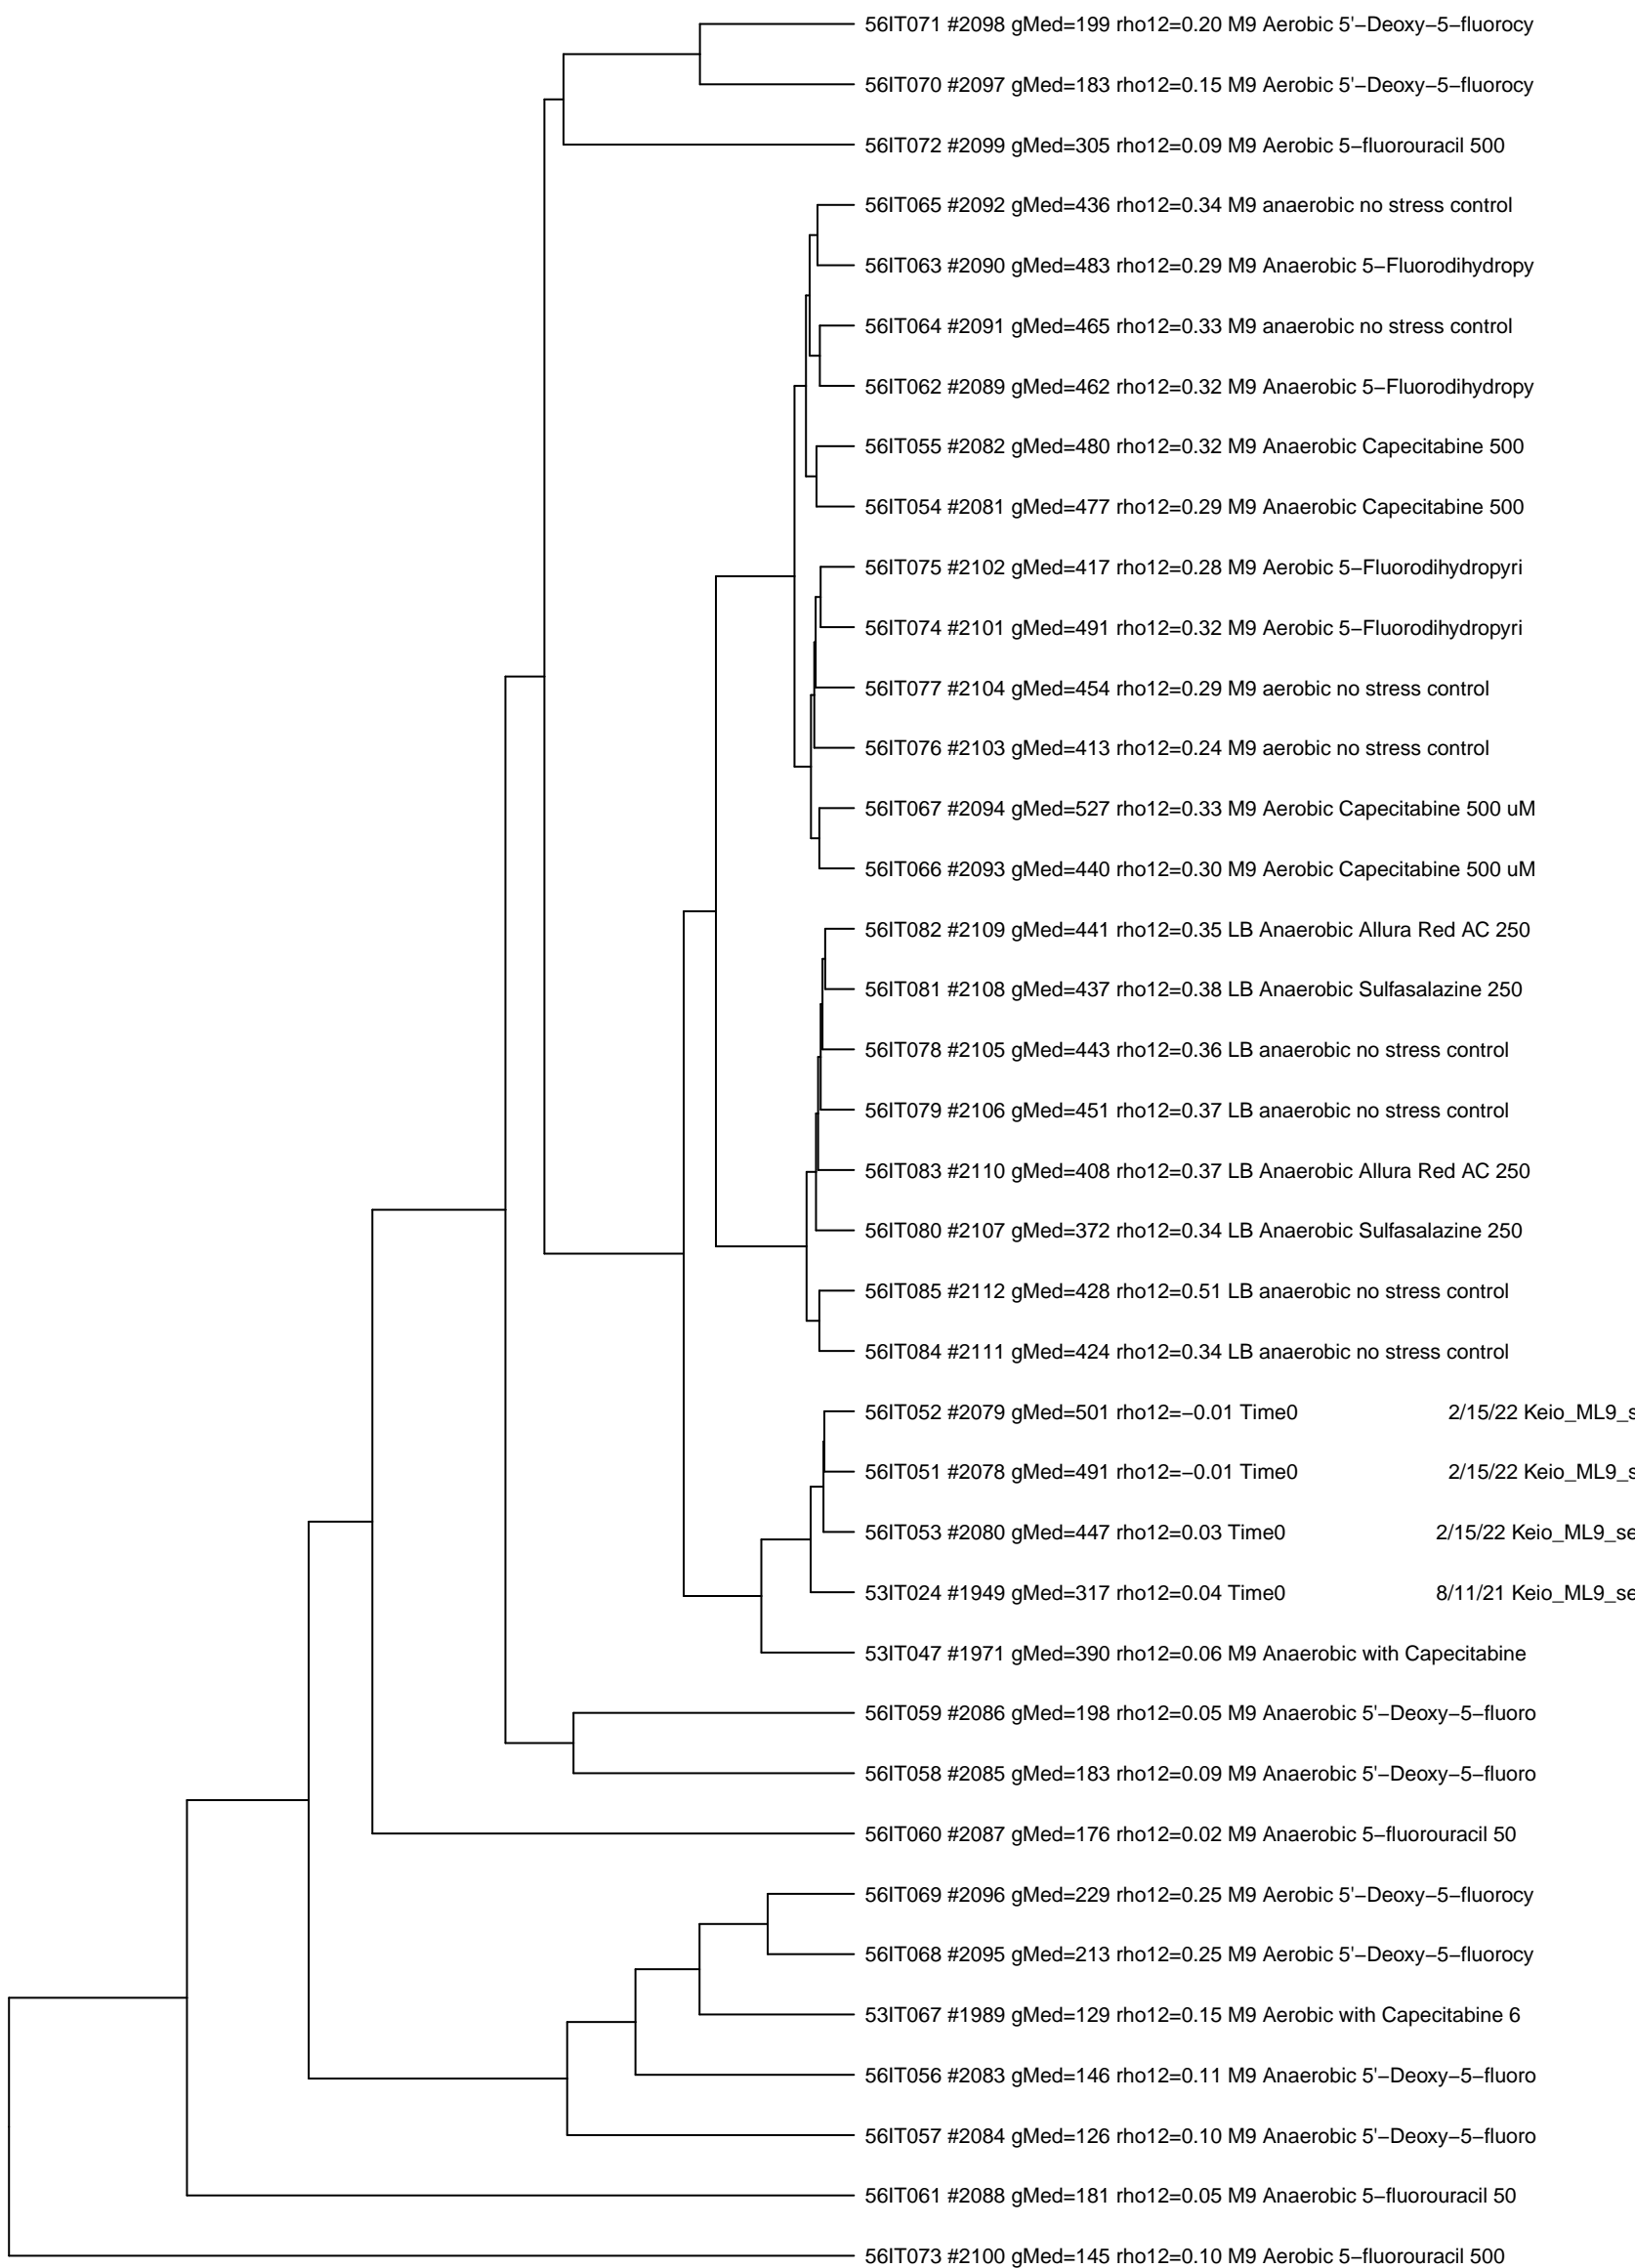 56IT071 #2098 gMed=199 rho12=0.20 M9 Aerobic 5'−Deoxy−5−fluorocy
56IT070 #2097 gMed=183 rho12=0.15 M9 Aerobic 5'−Deoxy−5−fluorocy
56IT072 #2099 gMed=305 rho12=0.09 M9 Aerobic 5−fluorouracil 500
56IT065 #2092 gMed=436 rho12=0.34 M9 anaerobic no stress control
56IT063 #2090 gMed=483 rho12=0.29 M9 Anaerobic 5−Fluorodihydropy
56IT064 #2091 gMed=465 rho12=0.33 M9 anaerobic no stress control
56IT062 #2089 gMed=462 rho12=0.32 M9 Anaerobic 5−Fluorodihydropy
56IT055 #2082 gMed=480 rho12=0.32 M9 Anaerobic Capecitabine 500
56IT054 #2081 gMed=477 rho12=0.29 M9 Anaerobic Capecitabine 500
56IT075 #2102 gMed=417 rho12=0.28 M9 Aerobic 5−Fluorodihydropyri
56IT074 #2101 gMed=491 rho12=0.32 M9 Aerobic 5−Fluorodihydropyri
56IT077 #2104 gMed=454 rho12=0.29 M9 aerobic no stress control
56IT076 #2103 gMed=413 rho12=0.24 M9 aerobic no stress control
56IT067 #2094 gMed=527 rho12=0.33 M9 Aerobic Capecitabine 500 uM
56IT066 #2093 gMed=440 rho12=0.30 M9 Aerobic Capecitabine 500 uM
56IT082 #2109 gMed=441 rho12=0.35 LB Anaerobic Allura Red AC 250
56IT081 #2108 gMed=437 rho12=0.38 LB Anaerobic Sulfasalazine 250
56IT078 #2105 gMed=443 rho12=0.36 LB anaerobic no stress control
56IT079 #2106 gMed=451 rho12=0.37 LB anaerobic no stress control
56IT083 #2110 gMed=408 rho12=0.37 LB Anaerobic Allura Red AC 250
56IT080 #2107 gMed=372 rho12=0.34 LB Anaerobic Sulfasalazine 250
56IT085 #2112 gMed=428 rho12=0.51 LB anaerobic no stress control
56IT084 #2111 gMed=424 rho12=0.34 LB anaerobic no stress control
56IT052 #2079 gMed=501 rho12=−0.01 Time0 2/15/22 Keio_ML9_s
56IT051 #2078 gMed=491 rho12=−0.01 Time0 2/15/22 Keio_ML9_s
56IT053 #2080 gMed=447 rho12=0.03 Time0 2/15/22 Keio_ML9_se
53IT024 #1949 gMed=317 rho12=0.04 Time0 8/11/21 Keio_ML9_se
53IT047 #1971 gMed=390 rho12=0.06 M9 Anaerobic with Capecitabine
56IT059 #2086 gMed=198 rho12=0.05 M9 Anaerobic 5'−Deoxy−5−fluoro
56IT058 #2085 gMed=183 rho12=0.09 M9 Anaerobic 5'−Deoxy−5−fluoro
56IT060 #2087 gMed=176 rho12=0.02 M9 Anaerobic 5−fluorouracil 50
56IT069 #2096 gMed=229 rho12=0.25 M9 Aerobic 5'−Deoxy−5−fluorocy
56IT068 #2095 gMed=213 rho12=0.25 M9 Aerobic 5'−Deoxy−5−fluorocy
53IT067 #1989 gMed=129 rho12=0.15 M9 Aerobic with Capecitabine 6
56IT056 #2083 gMed=146 rho12=0.11 M9 Anaerobic 5'−Deoxy−5−fluoro
56IT057 #2084 gMed=126 rho12=0.10 M9 Anaerobic 5'−Deoxy−5−fluoro
56IT061 #2088 gMed=181 rho12=0.05 M9 Anaerobic 5−fluorouracil 50
56IT073 #2100 gMed=145 rho12=0.10 M9 Aerobic 5−fluorouracil 500